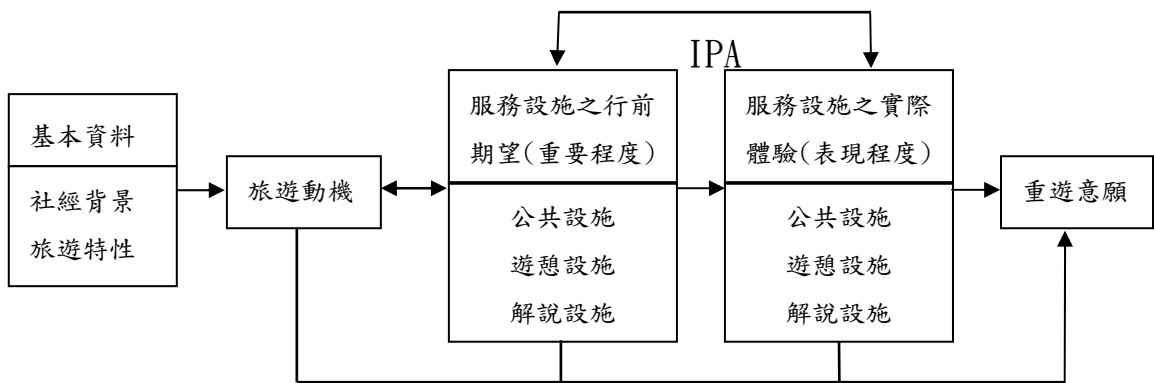 IPA
基本資料
社經背景
旅遊特性
旅遊動機
服務設施之行前
期望(重要程度)
公共設施
遊憩設施
解說設施
服務設施之實際
體驗(表現程度)
公共設施
遊憩設施
解說設施
重遊意願